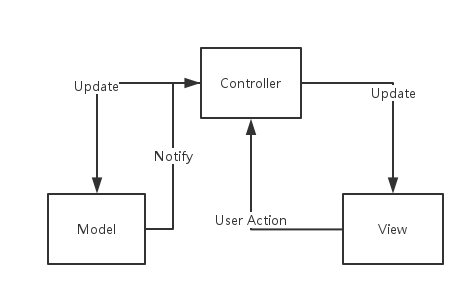 Controller
Update
Update
Notify
User Action
Model
View